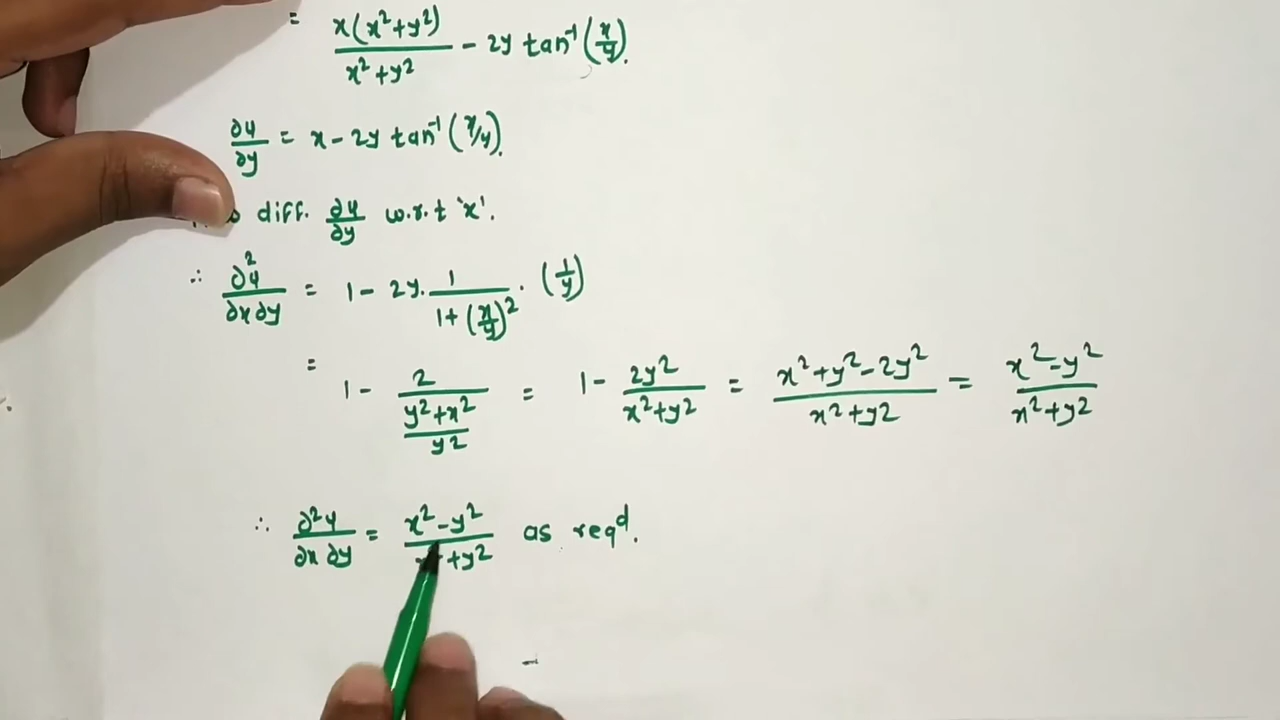 = x(x²+y²)/x²+y² - 2y tan⁻¹(x/y).
∂u/∂y = x - 2y tan⁻¹(x/y).
diff. ∂u/∂y w.r.t 'x'.
∴ ∂²u/∂x∂y = 1 - 2y. 1/1+(x/y)² . (1/y)
= 1 - 2/(y²+x²/y²) = 1 - 2y²/x²+y² = x²+y²-2y²/x²+y² = x²-y²/x²+y²
∴ ∂²u/∂x∂y = x²-y²/x²+y² as reqd.